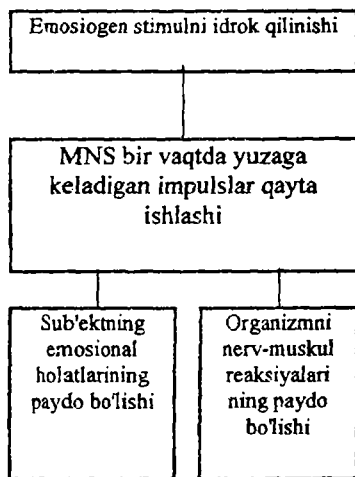 Emosiogen stimulni idrok qilinishi
MNS bir vaqtda yuzaga
keladigan impulslar qayta
ishlashi
Sub'ektning
emosional
holatlarining
paydo bo'lishi
Organizmni
nerv-muskul
reaksiyalari
ning paydo
bo'lishi